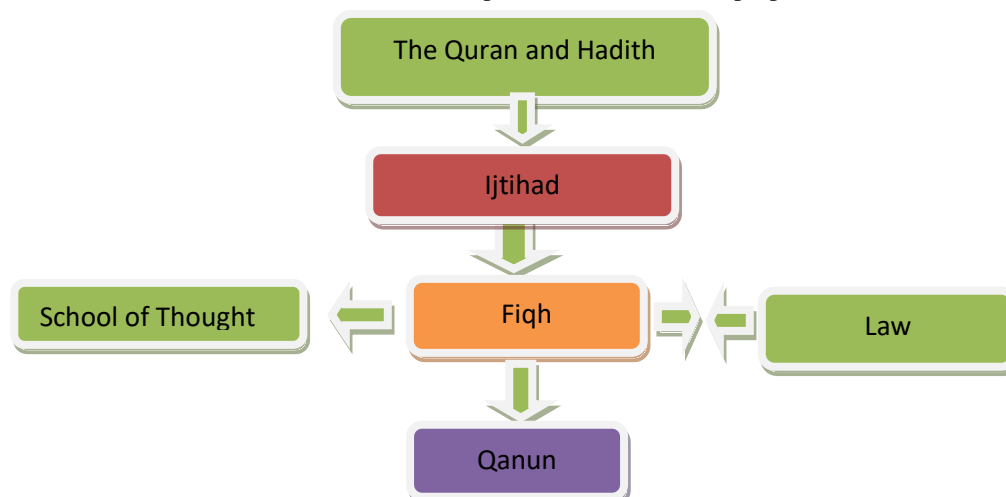 The Quran and Hadith
Ijtihad
School of Thought
Fiqh
Law
Qanun